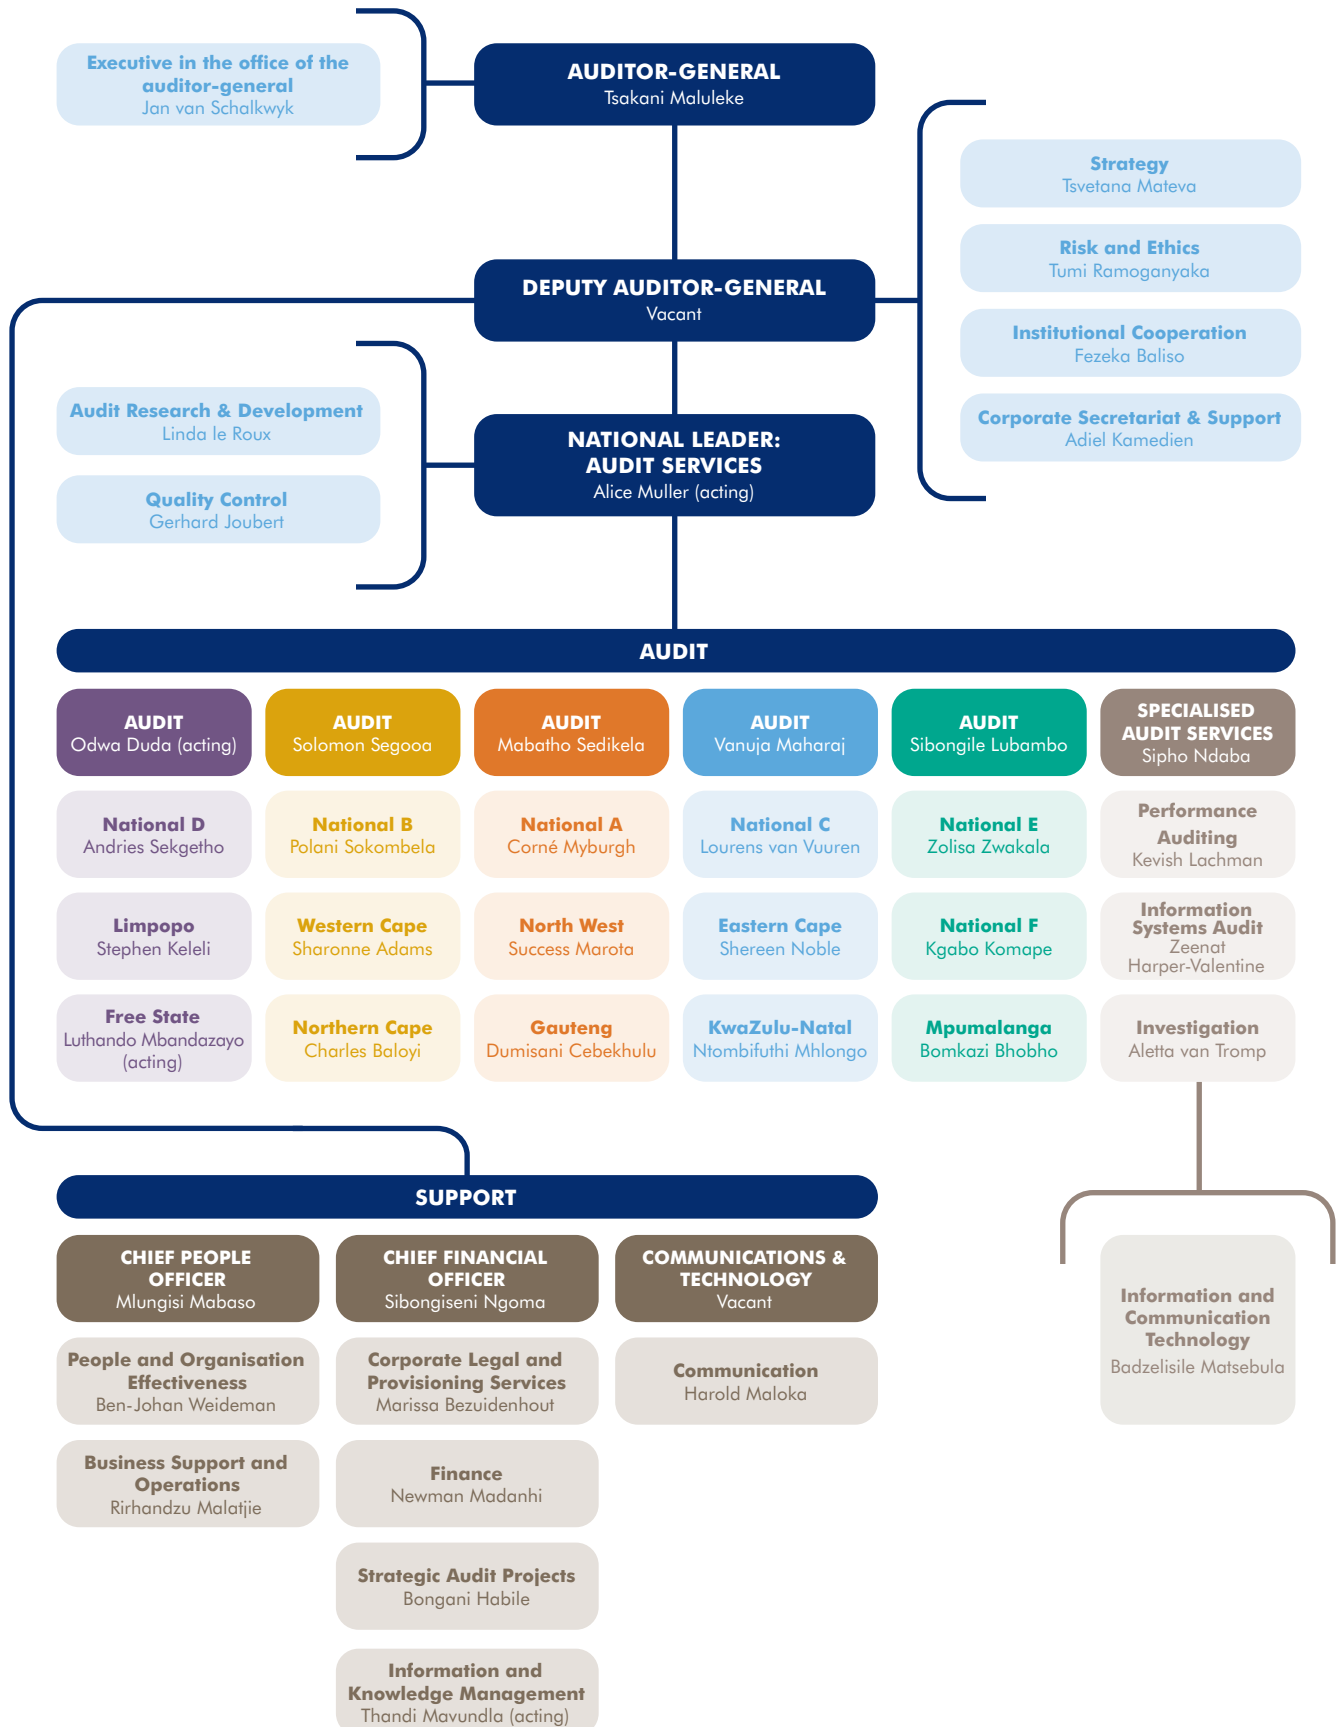 Executive in the office of the
auditor-general
Jan van Schalkwyk
AUDITOR-GENERAL
Tsakani Maluleke
Strategy
Tsvetana Mateva
Risk and Ethics
Tumi Ramoganyaka
Institutional Cooperation
Fezeka Baliso
Corporate Secretariat & Support
Adiel Kamedien
DEPUTY AUDITOR-GENERAL
Vacant
Audit Research & Development
Linda le Roux
Quality Control
Gerhard Joubert
NATIONAL LEADER:
AUDIT SERVICES
Alice Muller (acting)
AUDIT
AUDIT
Odwa Duda (acting)
National D
Andries Sekgetho
Limpopo
Stephen Keleli
Free State
Luthando Mbandazayo
(acting)
AUDIT
Solomon Segooa
National B
Polani Sokombela
Western Cape
Sharonne Adams
Northern Cape
Charles Baloyi
AUDIT
Mabatho Sedikela
National A
Corné Myburgh
North West
Success Marota
Gauteng
Dumisani Cebekhulu
AUDIT
Vanuja Maharaj
National C
Lourens van Vuuren
Eastern Cape
Shereen Noble
KwaZulu-Natal
Ntombifuthi Mhlongo
AUDIT
Sibongile Lubambo
National E
Zolisa Zwakala
National F
Kgabo Komape
Mpumalanga
Bomkazi Bhobho
SPECIALISED
AUDIT SERVICES
Sipho Ndaba
Performance
Auditing
Kevish Lachman
Information
Systems Audit
Zeenat
Harper-Valentine
Investigation
Aletta van Tromp
Information and
Communication
Technology
Badzelisile Matsebula
SUPPORT
CHIEF PEOPLE
OFFICER
Mlungisi Mabaso
People and Organisation
Effectiveness
Ben-Johan Weideman
Business Support and
Operations
Rirhandzu Malatjie
CHIEF FINANCIAL
OFFICER
Sibongiseni Ngoma
Corporate Legal and
Provisioning Services
Marissa Bezuidenhout
Finance
Newman Madanhi
Strategic Audit Projects
Bongani Habile
Information and
Knowledge Management
Thandi Mavundla (acting)
COMMUNICATIONS &
TECHNOLOGY
Vacant
Communication
Harold Maloka